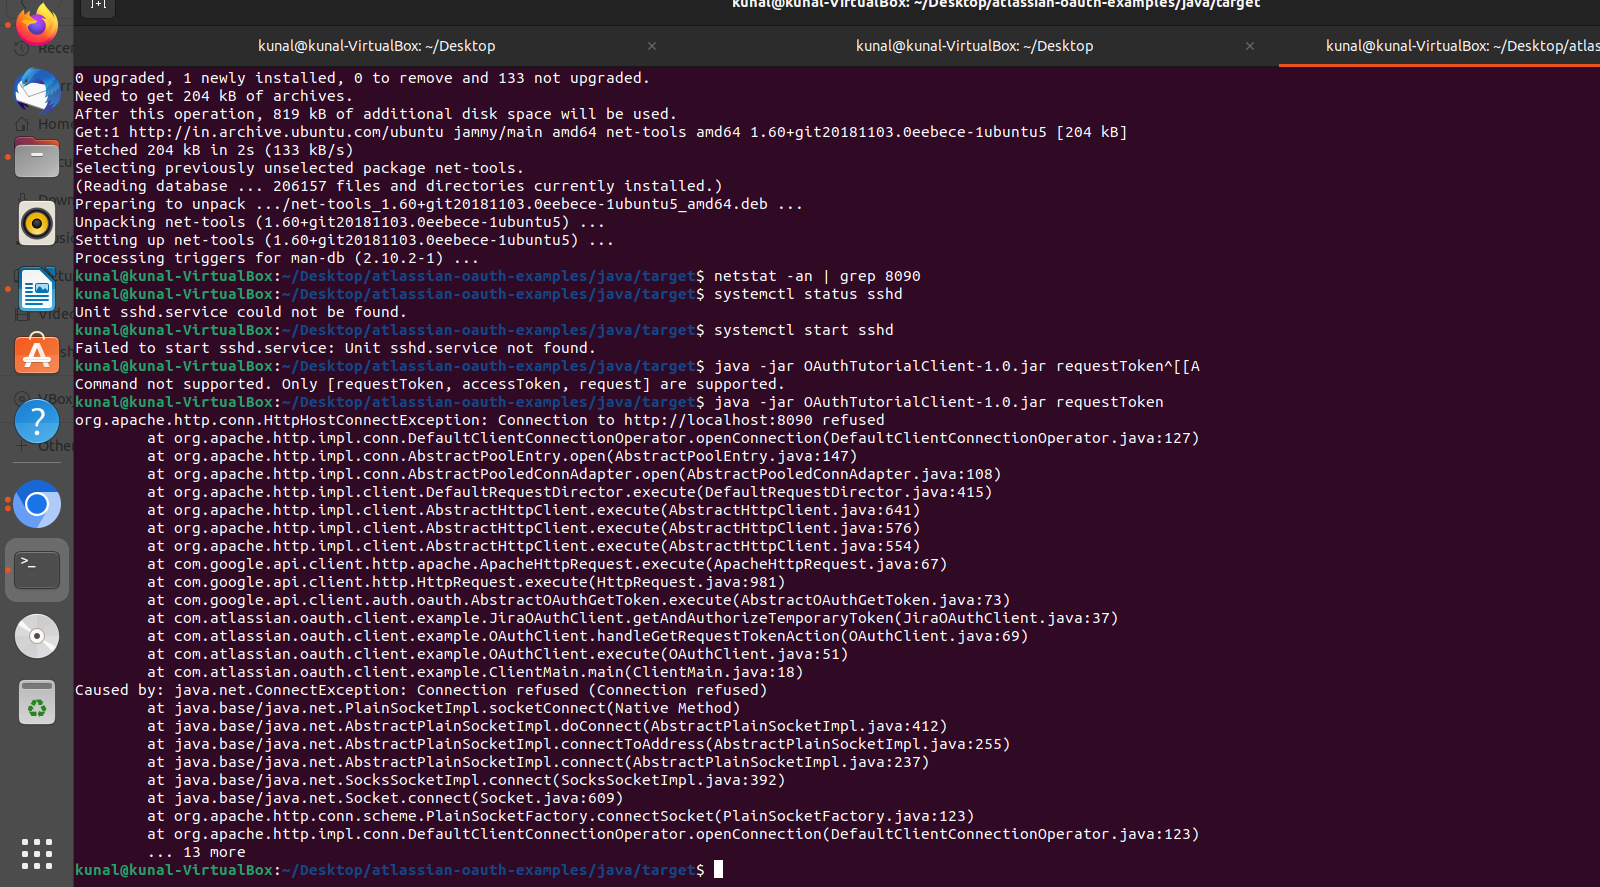 kunal@kunal-VirtualBox: ~/Desktop/atlassian-oauth-examples/java/target
kunal@kunal-VirtualBox: ~/Desktop × kunal@kunal-VirtualBox: ~/Desktop × kunal@kunal-VirtualBox: ~/Desktop/atlas
0 upgraded, 1 newly installed, 0 to remove and 133 not upgraded.
Need to get 204 kB of archives.
After this operation, 819 kB of additional disk space will be used.
Get:1 http://in.archive.ubuntu.com/ubuntu jammy/main amd64 net-tools amd64 1.60+git20181103.0eebece-1ubuntu5 [204 kB]
Fetched 204 kB in 2s (133 kB/s)
Selecting previously unselected package net-tools.
(Reading database ... 206157 files and directories currently installed.)
Preparing to unpack .../net-tools_1.60+git20181103.0eebece-1ubuntu5_amd64.deb ...
Unpacking net-tools (1.60+git20181103.0eebece-1ubuntu5) ...
Setting up net-tools (1.60+git20181103.0eebece-1ubuntu5) ...
Processing triggers for man-db (2.10.2-1) ...
kunal@kunal-VirtualBox:~/Desktop/atlassian-oauth-examples/java/target$ netstat -an | grep 8090
kunal@kunal-VirtualBox:~/Desktop/atlassian-oauth-examples/java/target$ systemctl status sshd
Unit sshd.service could not be found.
kunal@kunal-VirtualBox:~/Desktop/atlassian-oauth-examples/java/target$ systemctl start sshd
Failed to start sshd.service: Unit sshd.service not found.
kunal@kunal-VirtualBox:~/Desktop/atlassian-oauth-examples/java/target$ java -jar OAuthTutorialClient-1.0.jar requestToken^[[A
Command not supported. Only [requestToken, accessToken, request] are supported.
kunal@kunal-VirtualBox:~/Desktop/atlassian-oauth-examples/java/target$ java -jar OAuthTutorialClient-1.0.jar requestToken
org.apache.http.conn.HttpHostConnectException: Connection to http://localhost:8090 refused
at org.apache.http.impl.conn.DefaultClientConnectionOperator.openConnection(DefaultClientConnectionOperator.java:127)
at org.apache.http.impl.conn.AbstractPoolEntry.open(AbstractPoolEntry.java:147)
at org.apache.http.impl.conn.AbstractPooledConnAdapter.open(AbstractPooledConnAdapter.java:108)
at org.apache.http.impl.client.DefaultRequestDirector.execute(DefaultRequestDirector.java:415)
at org.apache.http.impl.client.AbstractHttpClient.execute(AbstractHttpClient.java:641)
at org.apache.http.impl.client.AbstractHttpClient.execute(AbstractHttpClient.java:576)
at org.apache.http.impl.client.AbstractHttpClient.execute(AbstractHttpClient.java:554)
at com.google.api.client.http.apache.ApacheHttpRequest.execute(ApacheHttpRequest.java:67)
at com.google.api.client.http.HttpRequest.execute(HttpRequest.java:981)
at com.google.api.client.auth.oauth.AbstractOAuthGetToken.execute(AbstractOAuthGetToken.java:73)
at com.atlassian.oauth.client.example.JiraOAuthClient.getAndAuthorizeTemporaryToken(JiraOAuthClient.java:37)
at com.atlassian.oauth.client.example.OAuthClient.handleGetRequestTokenAction(OAuthClient.java:69)
at com.atlassian.oauth.client.example.OAuthClient.execute(OAuthClient.java:51)
at com.atlassian.oauth.client.example.ClientMain.main(ClientMain.java:18)
Caused by: java.net.ConnectException: Connection refused (Connection refused)
at java.base/java.net.PlainSocketImpl.socketConnect(Native Method)
at java.base/java.net.AbstractPlainSocketImpl.doConnect(AbstractPlainSocketImpl.java:412)
at java.base/java.net.AbstractPlainSocketImpl.connectToAddress(AbstractPlainSocketImpl.java:255)
at java.base/java.net.AbstractPlainSocketImpl.connect(AbstractPlainSocketImpl.java:237)
at java.base/java.net.SocksSocketImpl.connect(SocksSocketImpl.java:392)
at java.base/java.net.Socket.connect(Socket.java:609)
at org.apache.http.conn.scheme.PlainSocketFactory.connectSocket(PlainSocketFactory.java:123)
at org.apache.http.impl.conn.DefaultClientConnectionOperator.openConnection(DefaultClientConnectionOperator.java:123)
... 13 more
kunal@kunal-VirtualBox:~/Desktop/atlassian-oauth-examples/java/target$